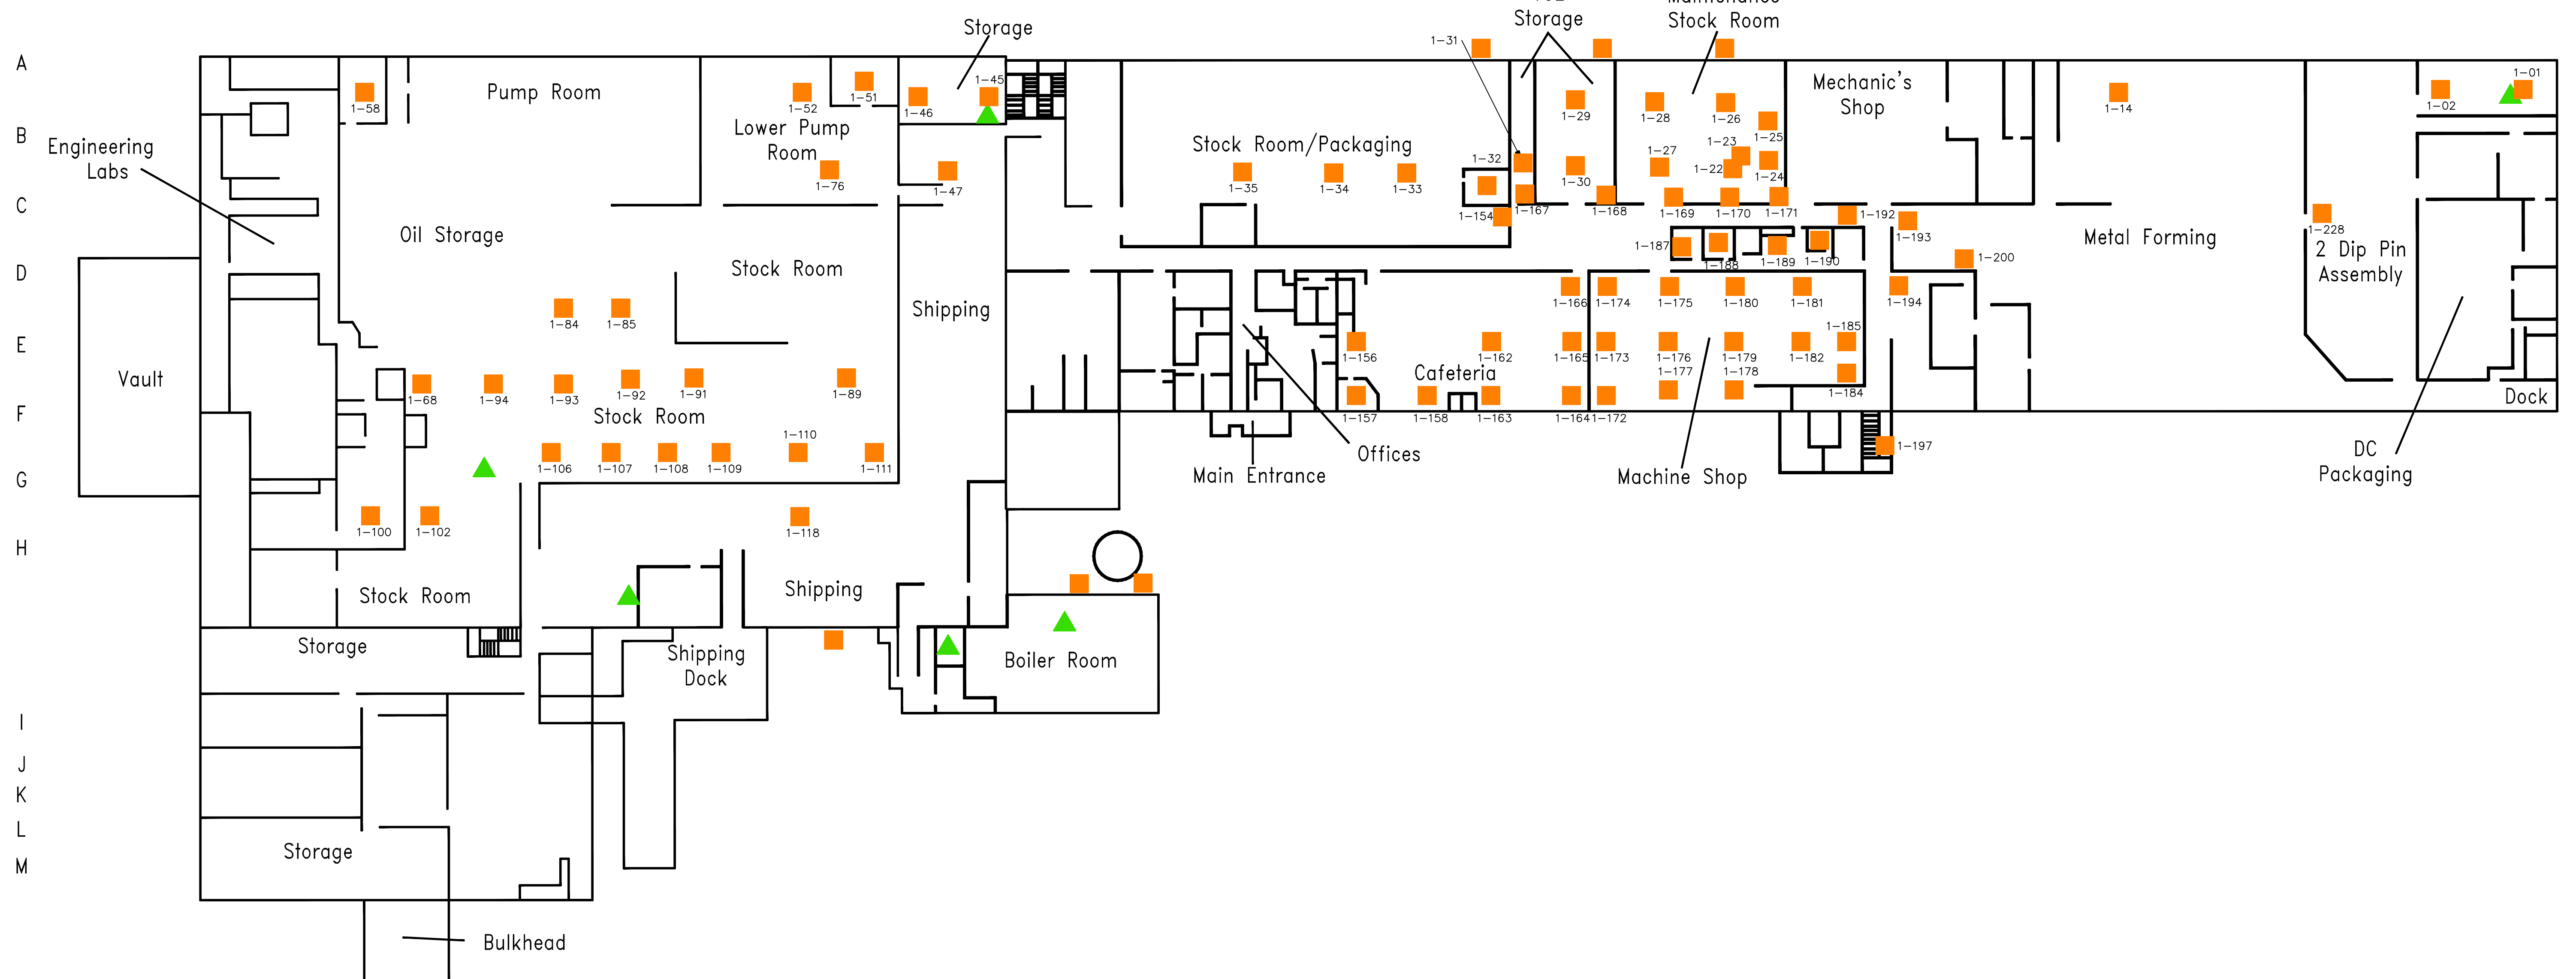 Storage
Storage
Stock Room
A
1-31
1-45
1-01
Pump Room
Mechanic's
Shop
1-58
1-52
1-51
1-46
1-29
1-28
1-26
1-14
1-02
B
Lower Pump
Room
Engineering
Labs
Stock Room/Packaging
1-25
1-23
1-27
1-22
1-24
1-32
1-76
1-47
1-35
1-34
1-33
1-30
C
1-154
1-167
1-168
1-169
1-170
1-171
1-192
1-193
1-228
Oil Storage
Metal Forming
1-187
1-188
1-189
1-190
1-200
2 Dip Pin
Assembly
D
Stock Room
Shipping
1-84
1-85
1-166
1-174
1-175
1-180
1-181
1-194
E
1-185
1-156
1-162
1-165
1-173
1-176
1-179
1-182
1-177
1-178
Vault
Cafeteria
1-68
1-94
1-93
1-92
1-91
1-89
1-184
Dock
F
Stock Room
1-157
1-158
1-163
1-164
1-172
1-110
1-197
Offices
DC
Packaging
1-106
1-107
1-108
1-109
1-111
G
Main Entrance
Machine Shop
1-100
1-102
1-118
H
Stock Room
Shipping
Storage
Shipping
Dock
Boiler Room
I
J
K
L
Storage
M
Bulkhead